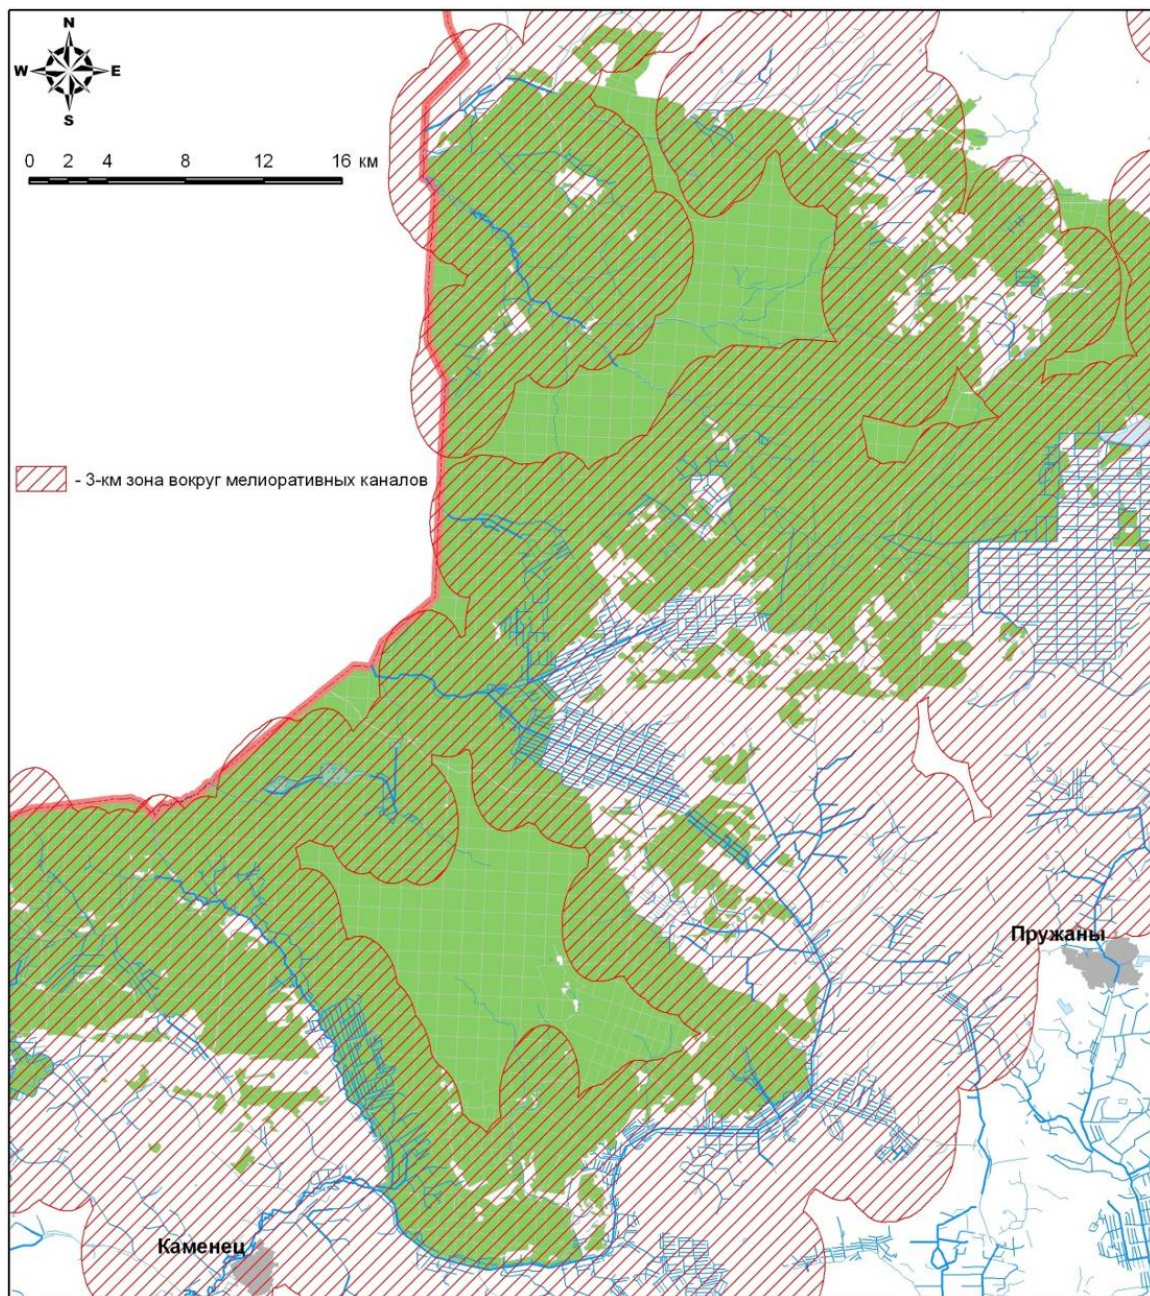 N
W E
S
0 2 4 8 12 16 км
- 3-км зона вокруг мелиоративных каналов
Пружаны
Каменец